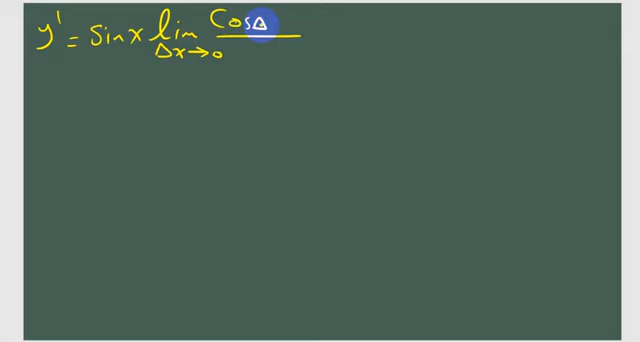 y' = sin x lim Δx→0 cosΔ